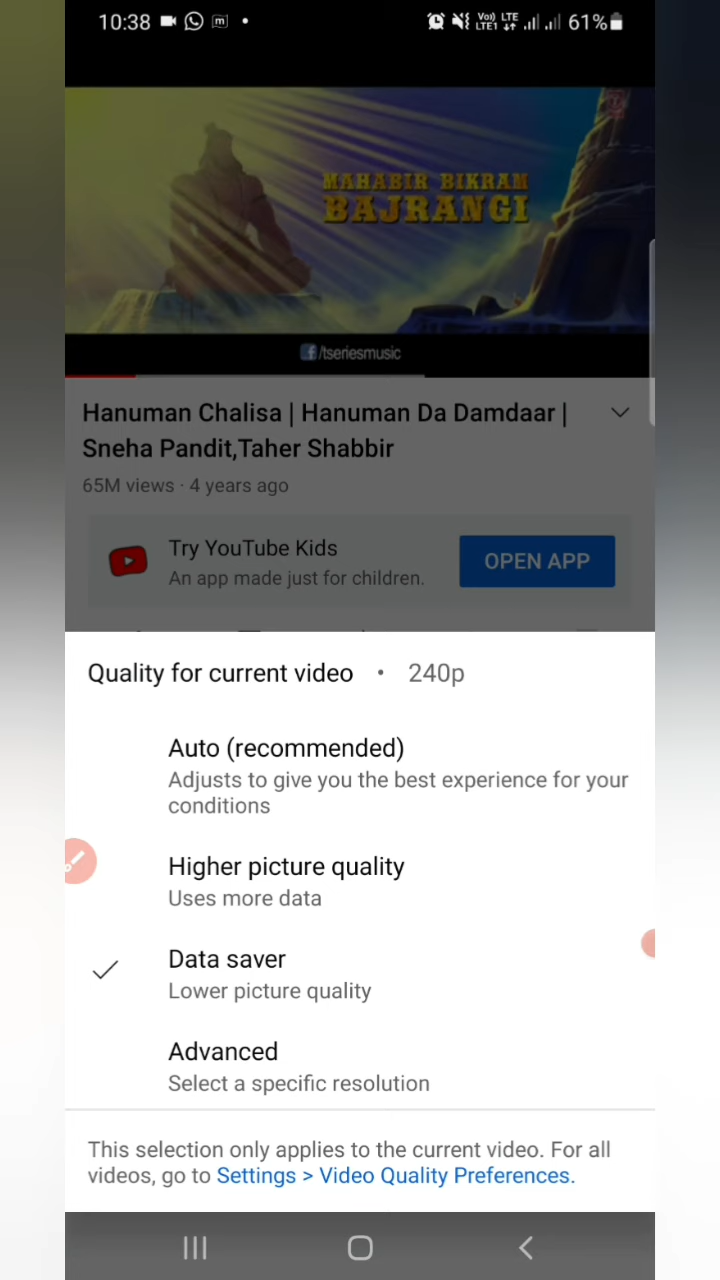 10:38
Vo) LTE
LTE1
61%
MAHABIR BIKRAM
BAJRANGI
f /tseriesmusic
Hanuman Chalisa | Hanuman Da Damdaar |
Sneha Pandit,Taher Shabbir
65M views · 4 years ago
Try YouTube Kids
An app made just for children.
OPEN APP
Quality for current video • 240p
Auto (recommended)
Adjusts to give you the best experience for your
conditions
Higher picture quality
Uses more data
Data saver
Lower picture quality
Advanced
Select a specific resolution
This selection only applies to the current video. For all
videos, go to Settings > Video Quality Preferences.